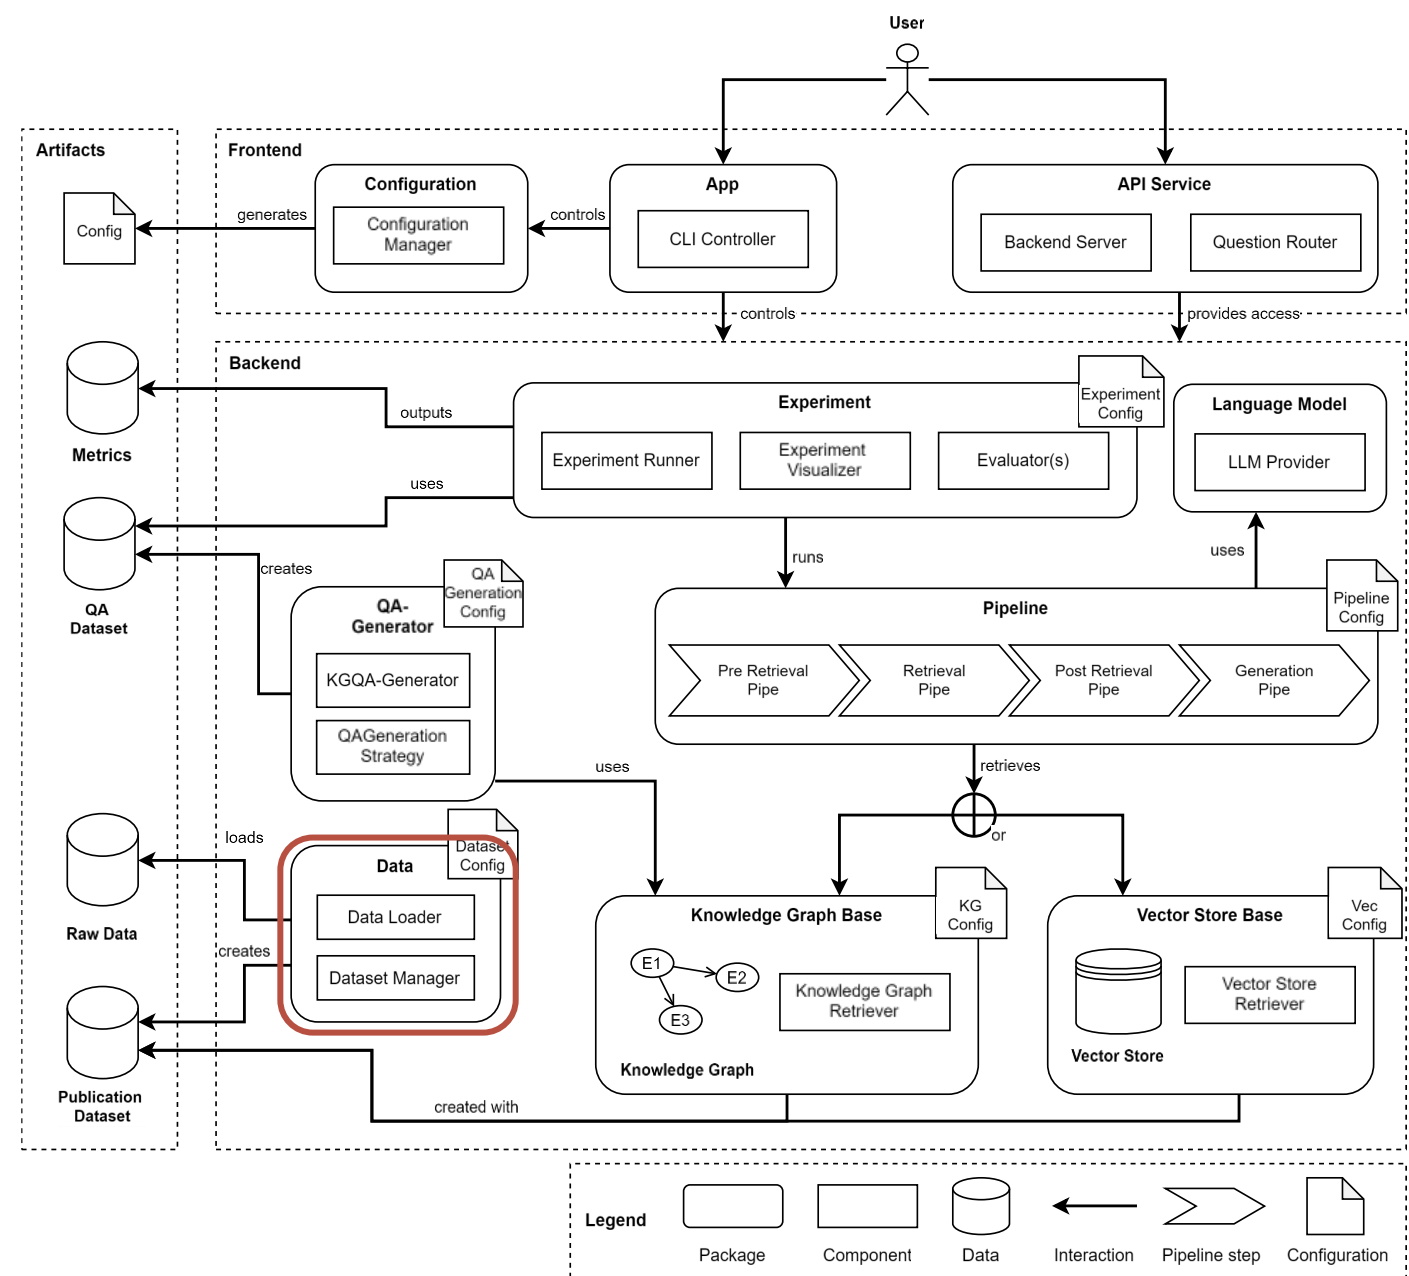 User
Artifacts
Frontend
Configuration
App
API Service
Config
generates
Configuration
Manager
controls
CLI Controller
Backend Server
Question Router
controls
provides access
Backend
Metrics
outputs
Experiment
Experiment
Config
Experiment Runner
Experiment
Visualizer
Evaluator(s)
Language Model
LLM Provider
uses
QA
Dataset
creates
runs
uses
QA
Generation
Config
QA-
Generator
KGQA-Generator
QAGeneration
Strategy
Pipeline
Pipeline
Config
Pre Retrieval
Pipe
Retrieval
Pipe
Post Retrieval
Pipe
Generation
Pipe
uses
retrieves
or
loads
Raw Data
Dataset
Config
Data
Data Loader
Dataset Manager
creates
Publication
Dataset
Knowledge Graph Base
KG
Config
E1
E2
E3
Knowledge Graph
Retriever
Knowledge Graph
Vector Store Base
Vec
Config
Vector Store
Retriever
Vector Store
created with
Legend
Package
Component
Data
Interaction
Pipeline step
Configuration